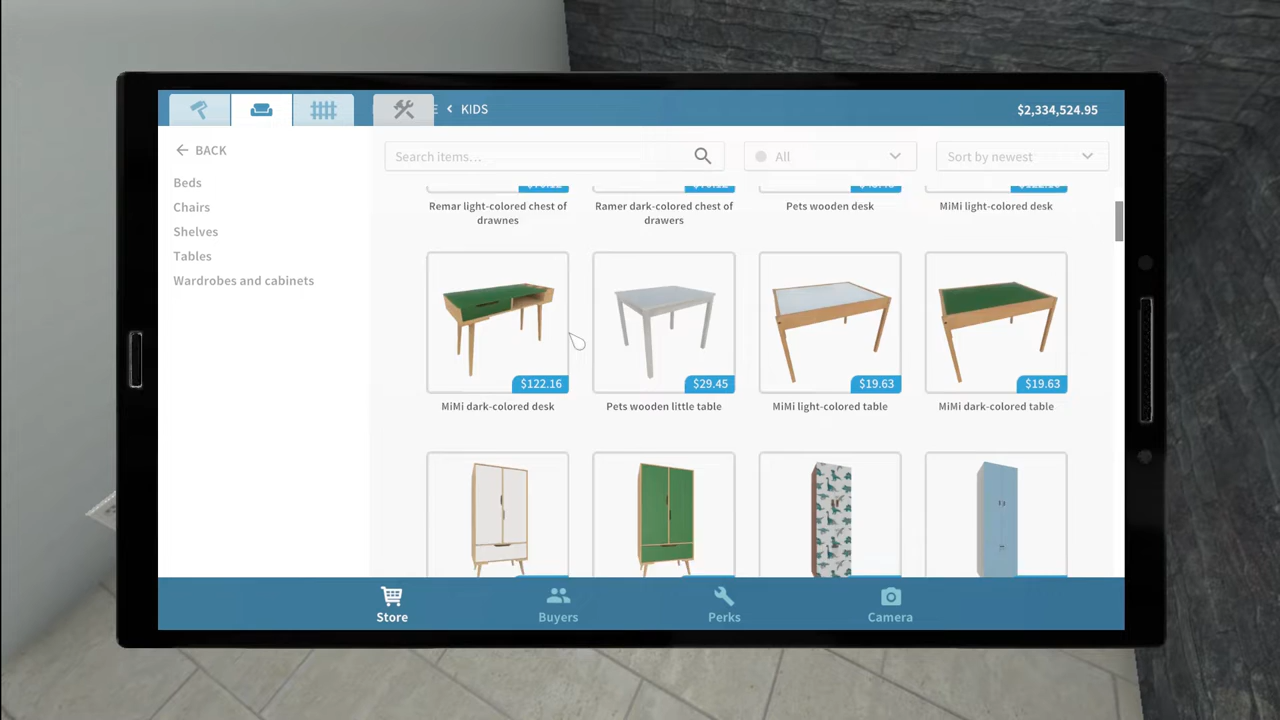 KIDS
$2,334,524.95
BACK
Search items...
All
Sort by newest
Beds
Chairs
Shelves
Tables
Wardrobes and cabinets
Remar light-colored chest of
drawnes
Ramer dark-colored chest of
drawers
Pets wooden desk
MiMi light-colored desk
$122.16
$29.45
$19.63
$19.63
MiMi dark-colored desk
Pets wooden little table
MiMi light-colored table
MiMi dark-colored table
Store
Buyers
Perks
Camera